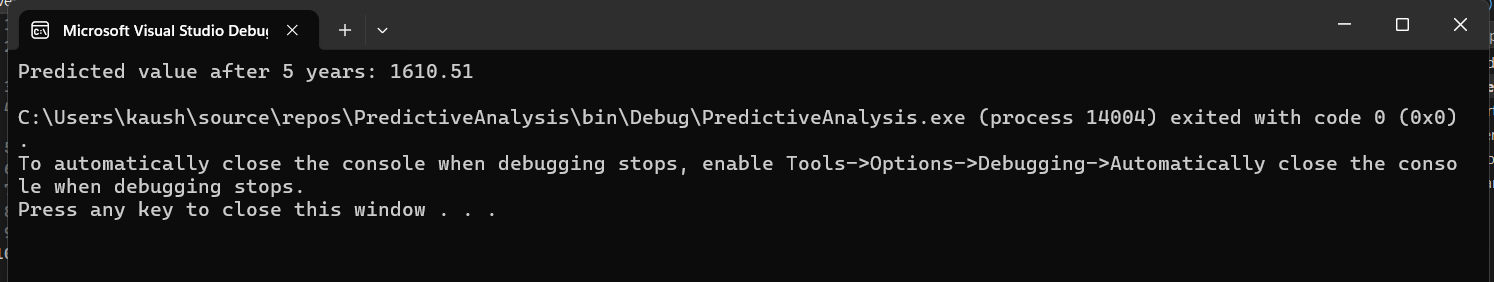 Microsoft Visual Studio Debu
Predicted value after 5 years: 1610.51
C:\Users\kaush\source\repos\PredictiveAnalysis\bin\Debug\PredictiveAnalysis.exe (process 14004) exited with code 0 (0x0)
.
To automatically close the console when debugging stops, enable Tools->Options->Debugging->Automatically close the conso
le when debugging stops.
Press any key to close this window . . .